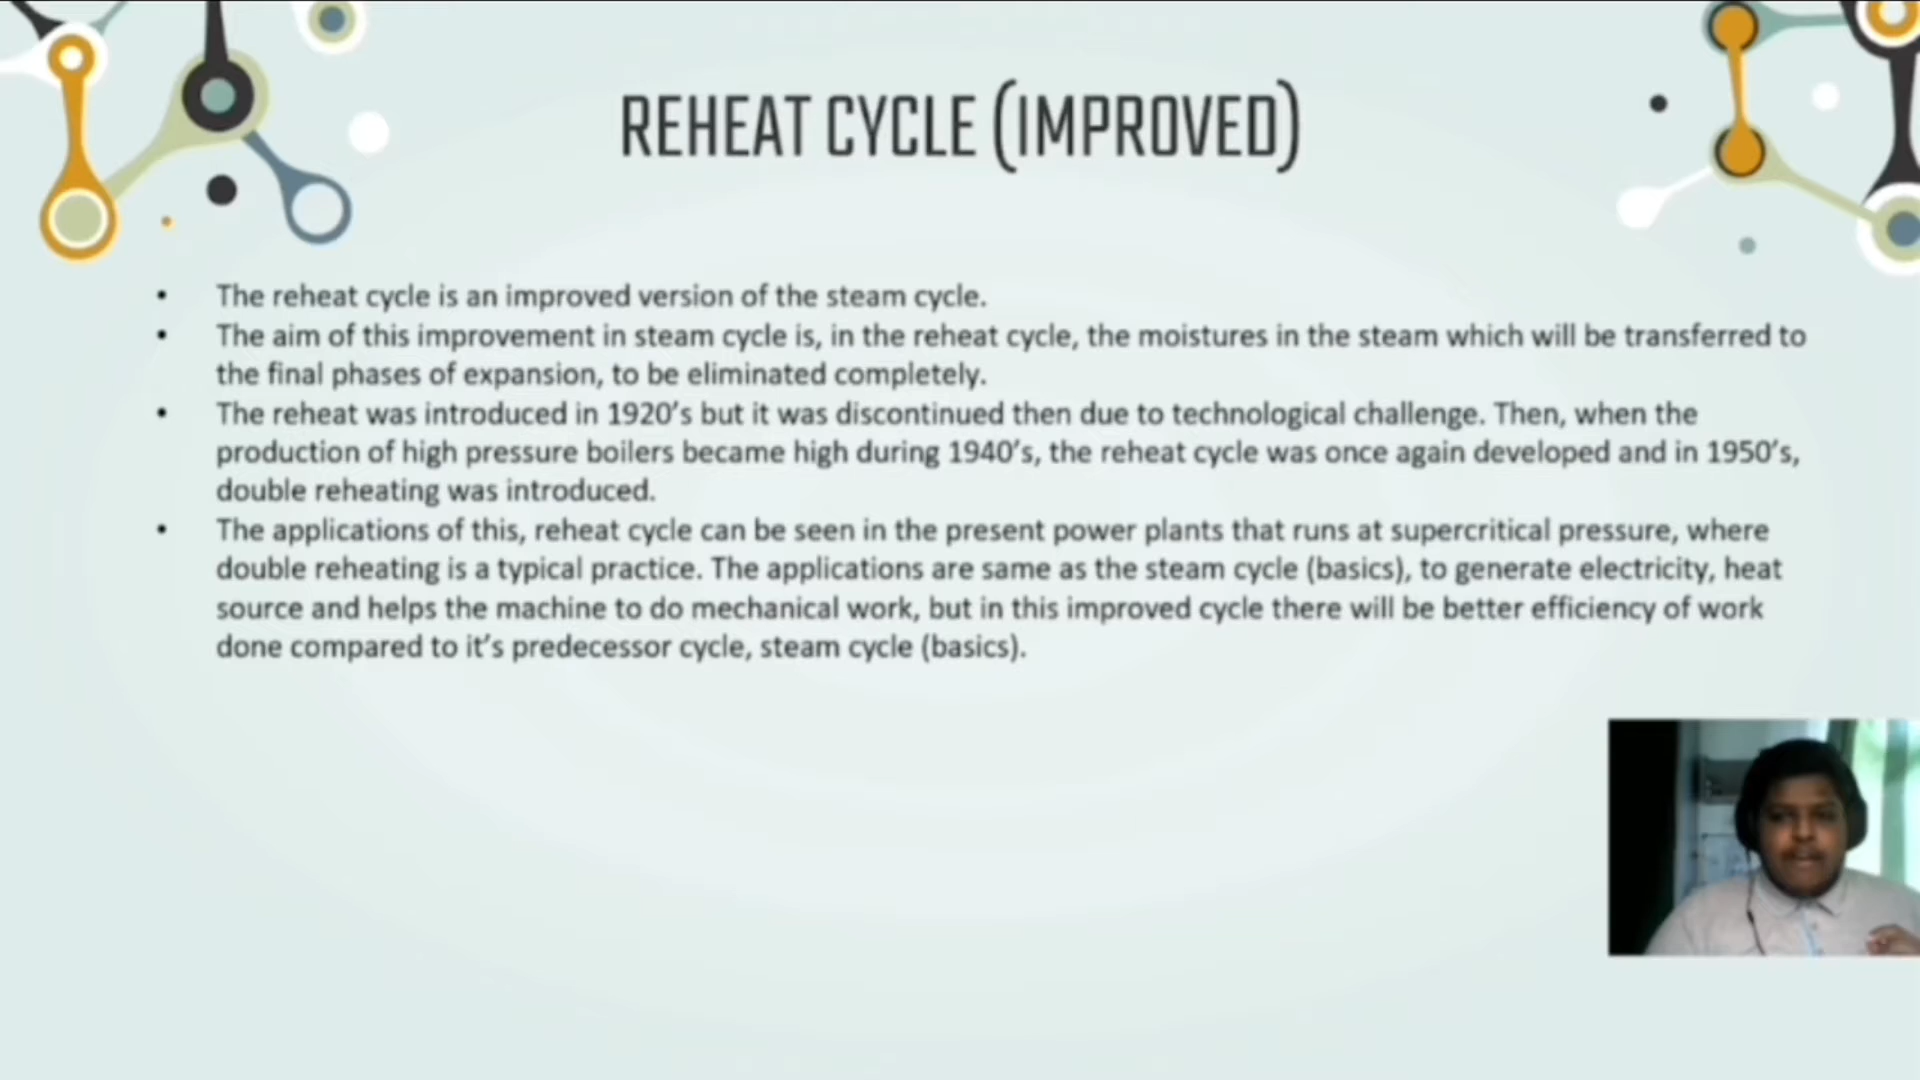 REHEAT CYCLE (IMPROVED)
• The reheat cycle is an improved version of the steam cycle.
• The aim of this improvement in steam cycle is, in the reheat cycle, the moistures in the steam which will be transferred to
the final phases of expansion, to be eliminated completely.
• The reheat was introduced in 1920's but it was discontinued then due to technological challenge. Then, when the
production of high pressure boilers became high during 1940's, the reheat cycle was once again developed and in 1950's,
double reheating was introduced.
• The applications of this, reheat cycle can be seen in the present power plants that runs at supercritical pressure, where
double reheating is a typical practice. The applications are same as the steam cycle (basics), to generate electricity, heat
source and helps the machine to do mechanical work, but in this improved cycle there will be better efficiency of work
done compared to it's predecessor cycle, steam cycle (basics).